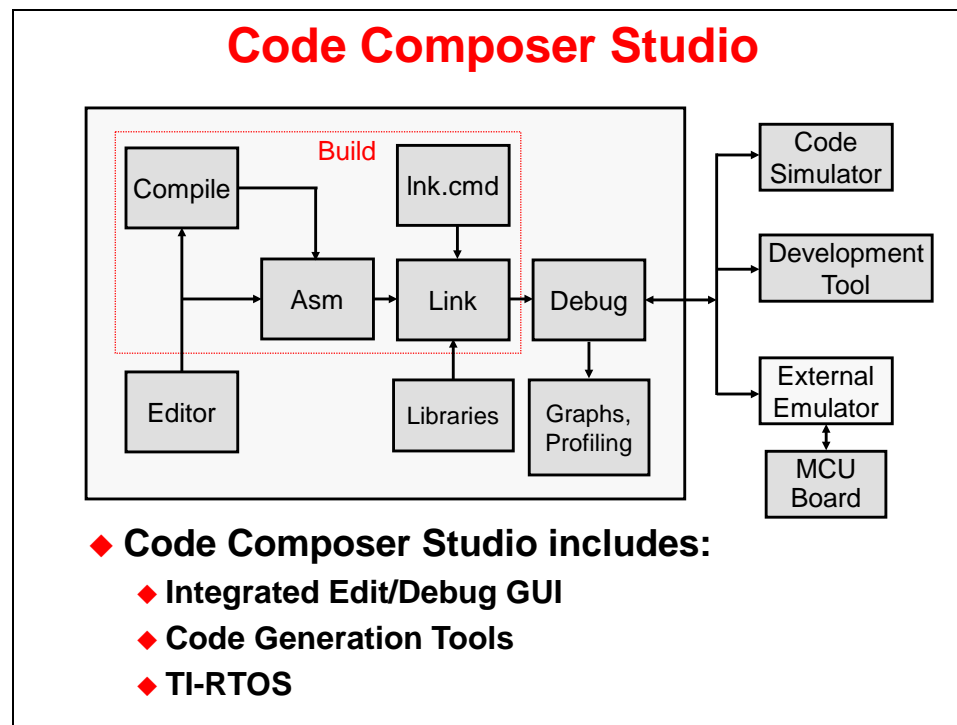 Code Composer Studio
Build
Compile
lnk.cmd
Asm
Link
Debug
Editor
Libraries
Graphs,
Profiling
Code
Simulator
Development
Tool
External
Emulator
MCU
Board
Code Composer Studio includes:
Integrated Edit/Debug GUI
Code Generation Tools
TI-RTOS